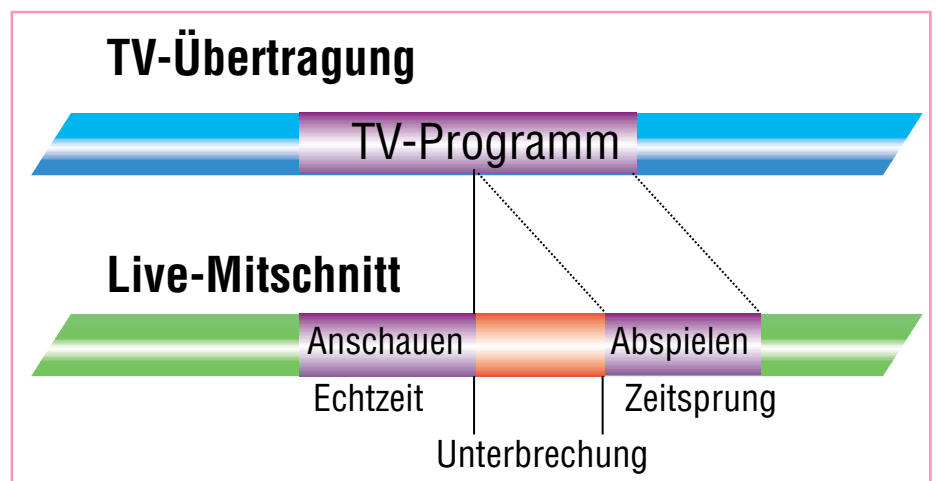 TV-Übertragung
TV-Programm
Live-Mitschnitt
Anschauen Abspielen
Echtzeit Zeitsprung
Unterbrechung